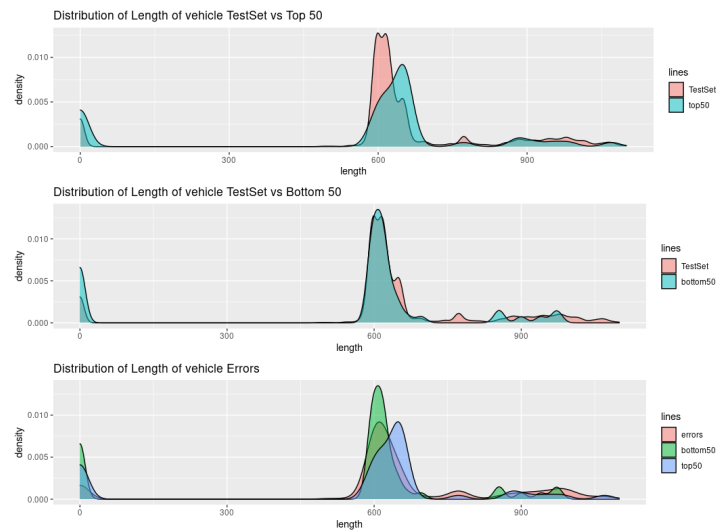 Distribution of Length of vehicle TestSet vs Top 50
density
0.010
0.005
0.000
0
300
600
900
length
lines
TestSet
top50
Distribution of Length of vehicle TestSet vs Bottom 50
density
0.010
0.005
0.000
0
300
600
900
length
lines
TestSet
bottom50
Distribution of Length of vehicle Errors
density
0.010
0.005
0.000
0
300
600
900
length
lines
errors
bottom50
top50